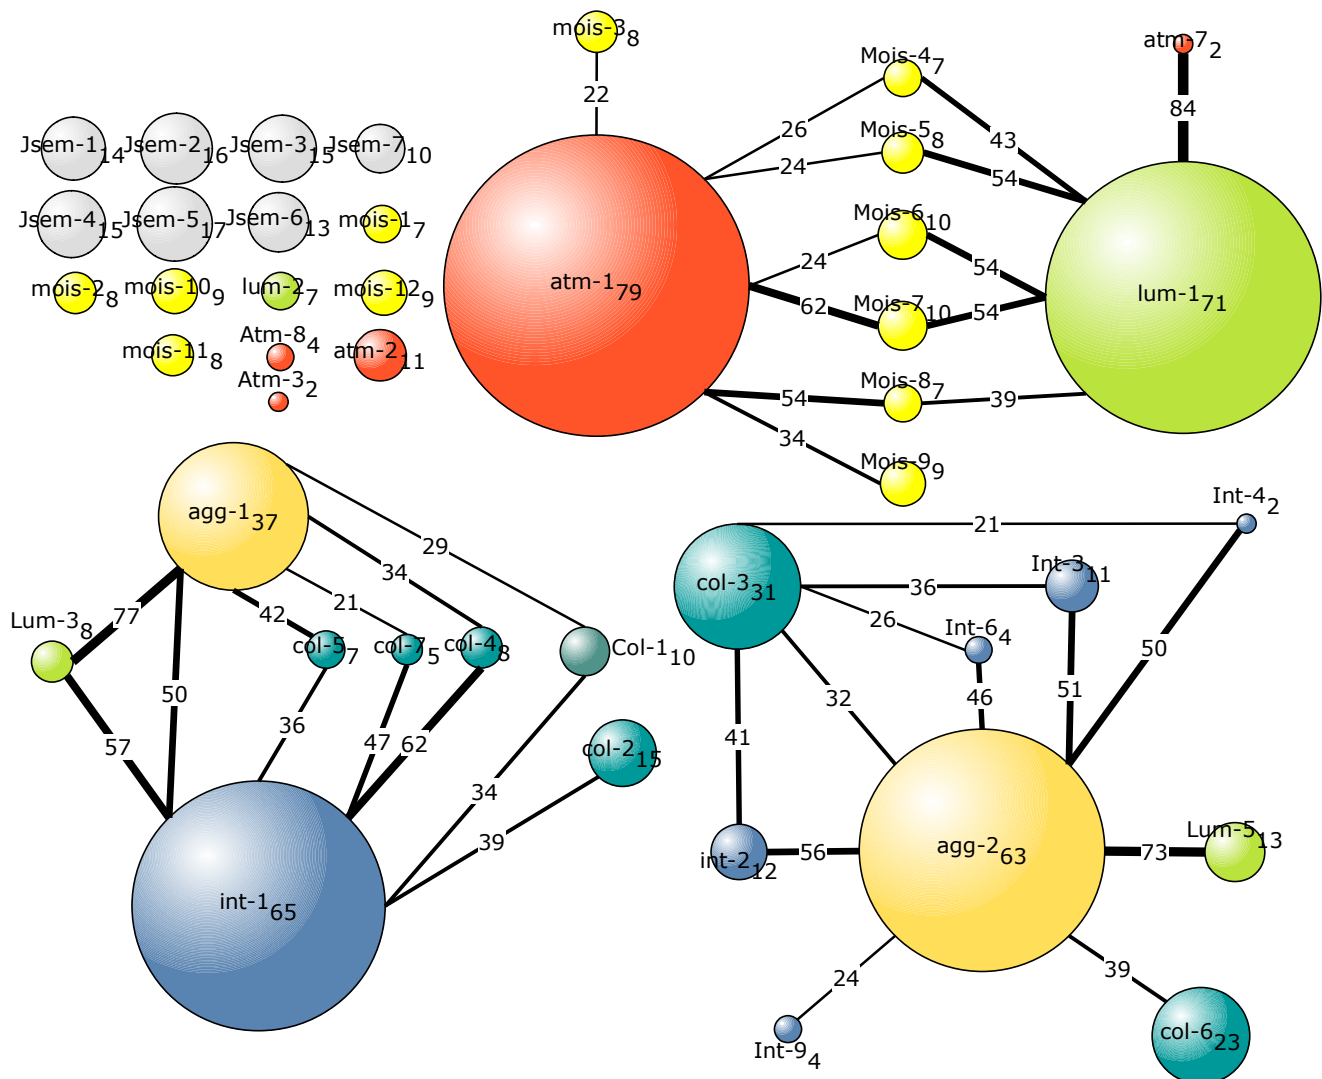 mois-3 8
22
Mois-4 7
atm-7 2
84
26
43
Mois-5 8
24
54
Jsem-1 14
Jsem-2 16
Jsem-3 15
Jsem-7 10
Jsem-4 15
Jsem-5 17
Jsem-6 13
mois-1 7
mois-2 8
mois-10 9
lum-2 7
mois-12 9
mois-11 8
Atm-8 4
atm-2 11
Atm-3 2
atm-1 79
Mois-6 10
24
54
lum-1 71
Mois-7 10
62
54
Mois-8 7
54
39
34
Mois-9 9
agg-1 37
29
34
77
42
21
Lum-3 8
col-5 7
col-7 5
col-4 8
Col-1 10
50
57
36
47
62
col-2 15
34
39
int-1 65
Int-4 2
21
col-3 31
36
Int-3 11
26
Int-6 4
50
32
46
51
41
int-2 12
56
agg-2 63
73
Lum-5 13
24
39
Int-9 4
col-6 23